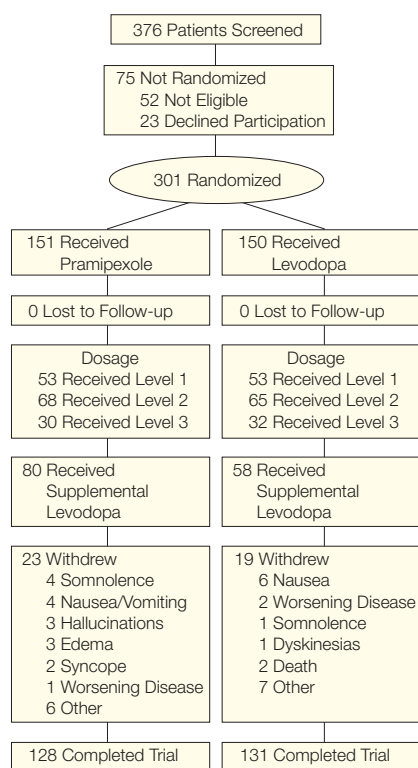 376 Patients Screened
75 Not Randomized
52 Not Eligible
23 Declined Participation
301 Randomized
151 Received
Pramipexole
0 Lost to Follow-up
Dosage
53 Received Level 1
68 Received Level 2
30 Received Level 3
80 Received
Supplemental
Levodopa
23 Withdrew
4 Somnolence
4 Nausea/Vomiting
3 Hallucinations
3 Edema
2 Syncope
1 Worsening Disease
6 Other
128 Completed Trial
150 Received
Levodopa
0 Lost to Follow-up
Dosage
53 Received Level 1
65 Received Level 2
32 Received Level 3
58 Received
Supplemental
Levodopa
19 Withdrew
6 Nausea
2 Worsening Disease
1 Somnolence
1 Dyskinesias
2 Death
7 Other
131 Completed Trial